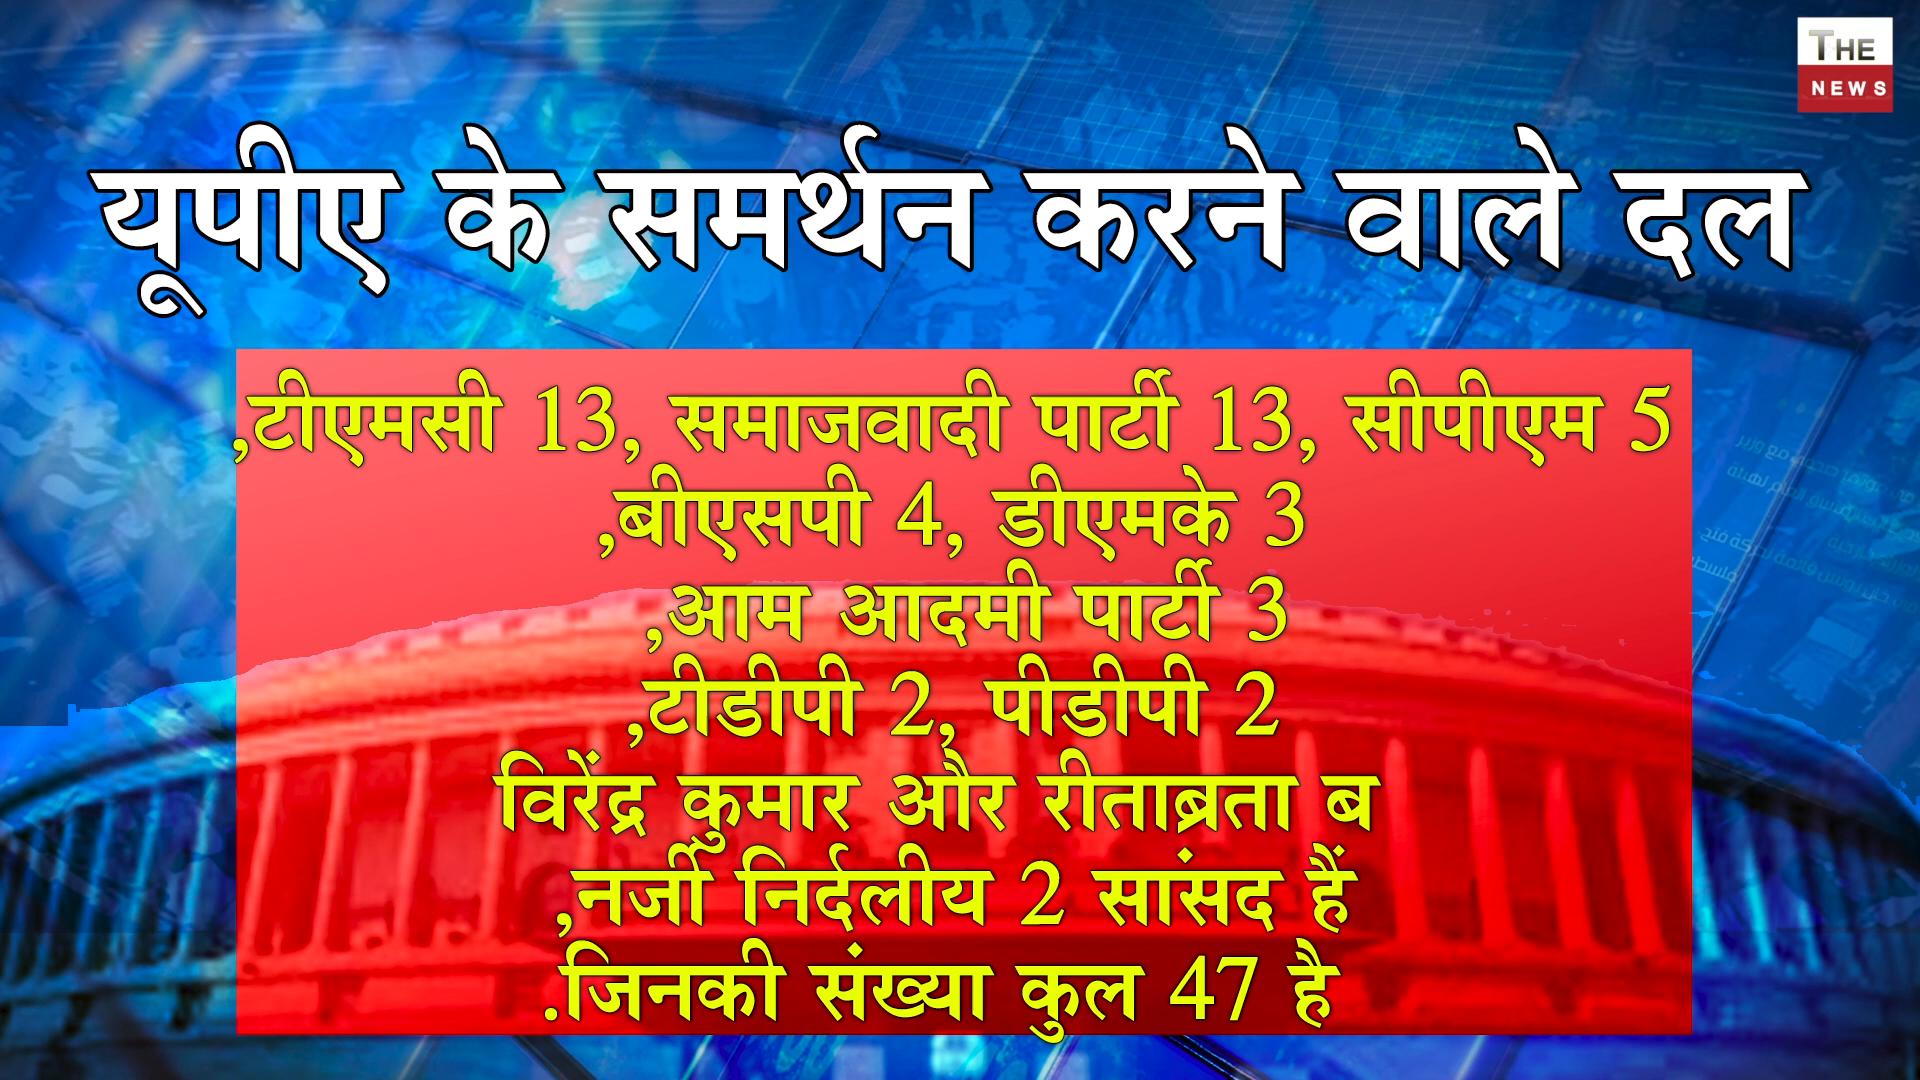 THE
NEWS
यूपीए के समर्थन करने वाले दल
,टीएमसी 13, समाजवादी पार्टी 13, सीपीएम 5
,बीएसपी 4, डीएमके 3
,आम आदमी पार्टी 3
,टीडीपी 2, पीडीपी 2
विरेंद्र कुमार और रीताब्रता ब
,नर्जी निर्दलीय 2 सांसद हैं
.जिनकी संख्या कुल 47 है